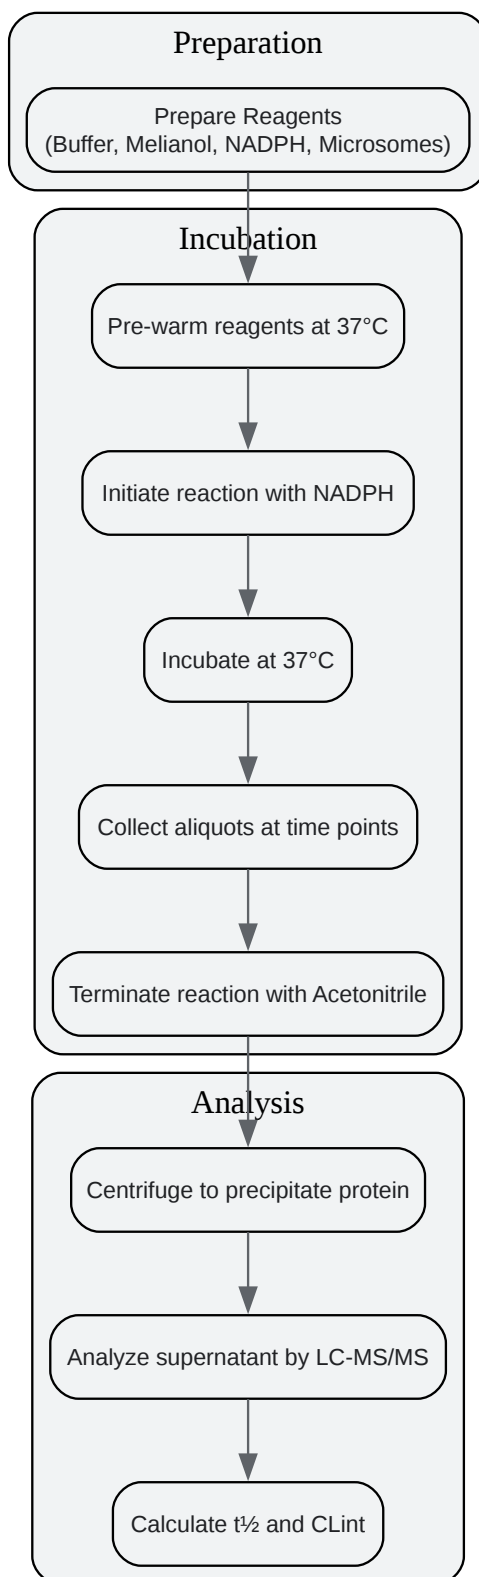 Preparation
Prepare Reagents
(Buffer, Melianol, NADPH, Microsomes)
Incubation
Pre-warm reagents at 37°C
Initiate reaction with NADPH
Incubate at 37°C
Collect aliquots at time points
Terminate reaction with Acetonitrile
Analysis
Centrifuge to precipitate protein
Analyze supernatant by LC-MS/MS
Calculate t½ and CLint